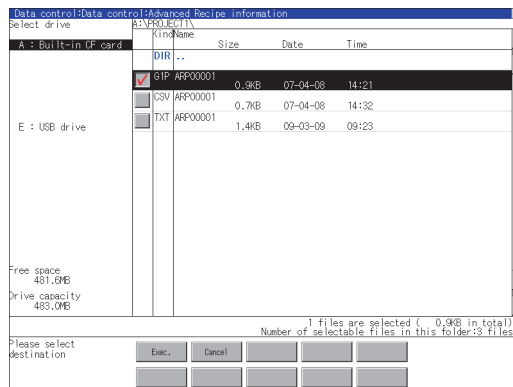 Data control:Data control:Advanced Recipe information
Select drive
A:\PROJECT1\
Kind Name
Size Date Time
A : Built-in CF card
DIR ..
G1P ARP00001
0.9KB 07-04-08 14:21
CSV ARP00001
0.7KB 07-04-08 14:32
TXT ARP00001
1.4KB 09-03-09 09:23
E : USB drive
Free space
481.6MB
Drive capacity
483.0MB
1 files are selected ( 0.9KB in total)
Number of selectable files in this folder:3 files
Please select
destination
Exec. Cancel